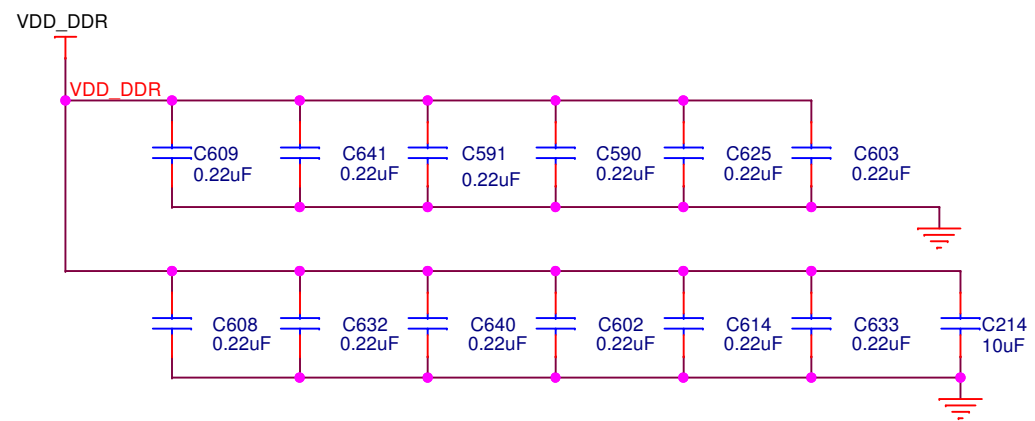 VDD_DDR
VDD_DDR
C609
0.22uF
C641
0.22uF
C591
0.22uF
C590
0.22uF
C625
0.22uF
C603
0.22uF
C608
0.22uF
C632
0.22uF
C640
0.22uF
C602
0.22uF
C614
0.22uF
C633
0.22uF
C214
10uF